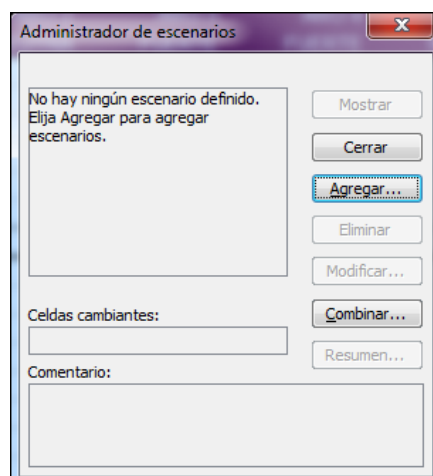 Administrador de escenarios
No hay ningún escenario definido.
Elija Agregar para agregar
escenarios.
Mostrar
Cerrar
Agregar...
Eliminar
Modificar...
Celdas cambiantes:
Combinar...
Resumen...
Comentario: